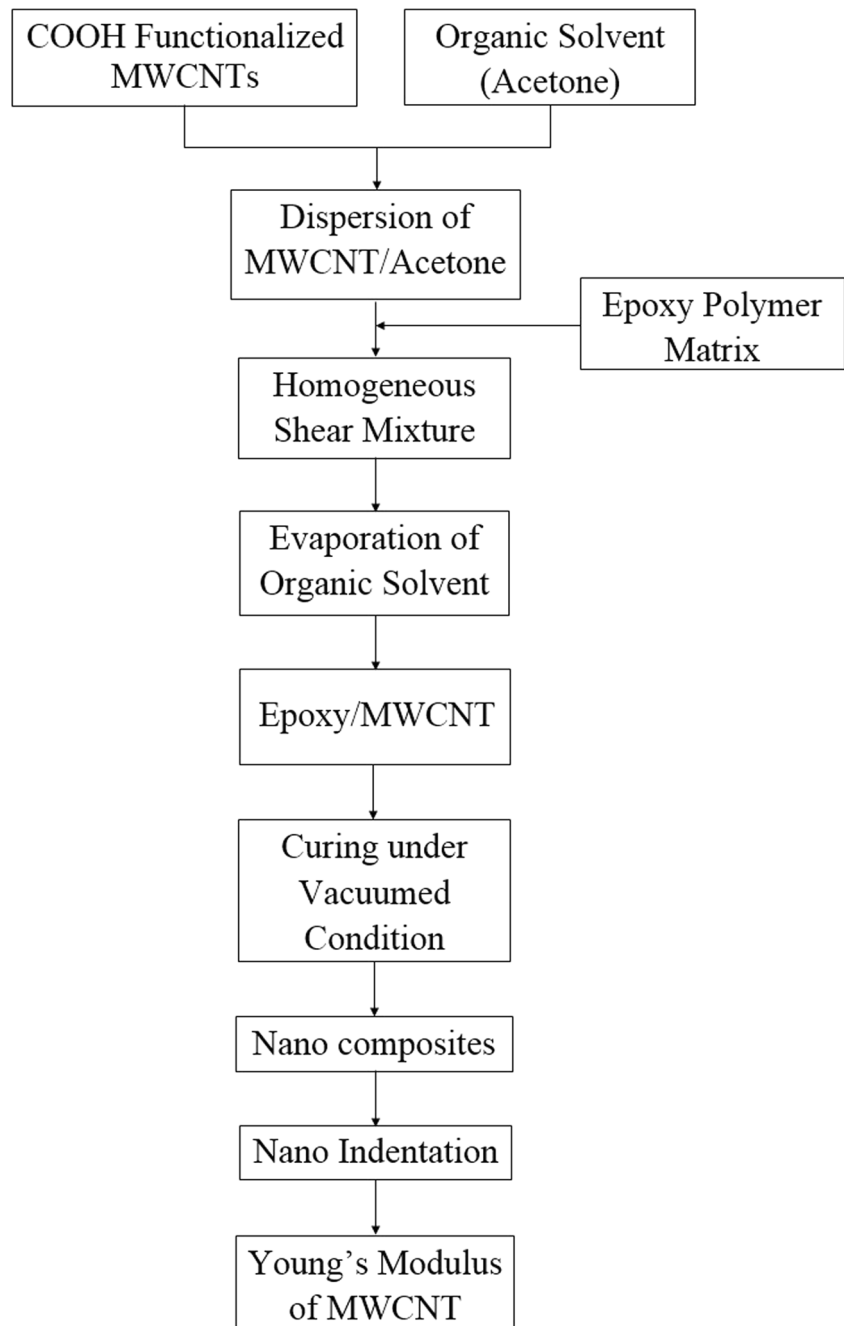 COOH Functionalized
MWCNTs
Organic Solvent
(Acetone)
Dispersion of
MWCNT/Acetone
Epoxy Polymer
Matrix
Homogeneous
Shear Mixture
Evaporation of
Organic Solvent
Epoxy/MWCNT
Curing under
Vacuumed
Condition
Nano composites
Nano Indentation
Young’s Modulus
of MWCNT